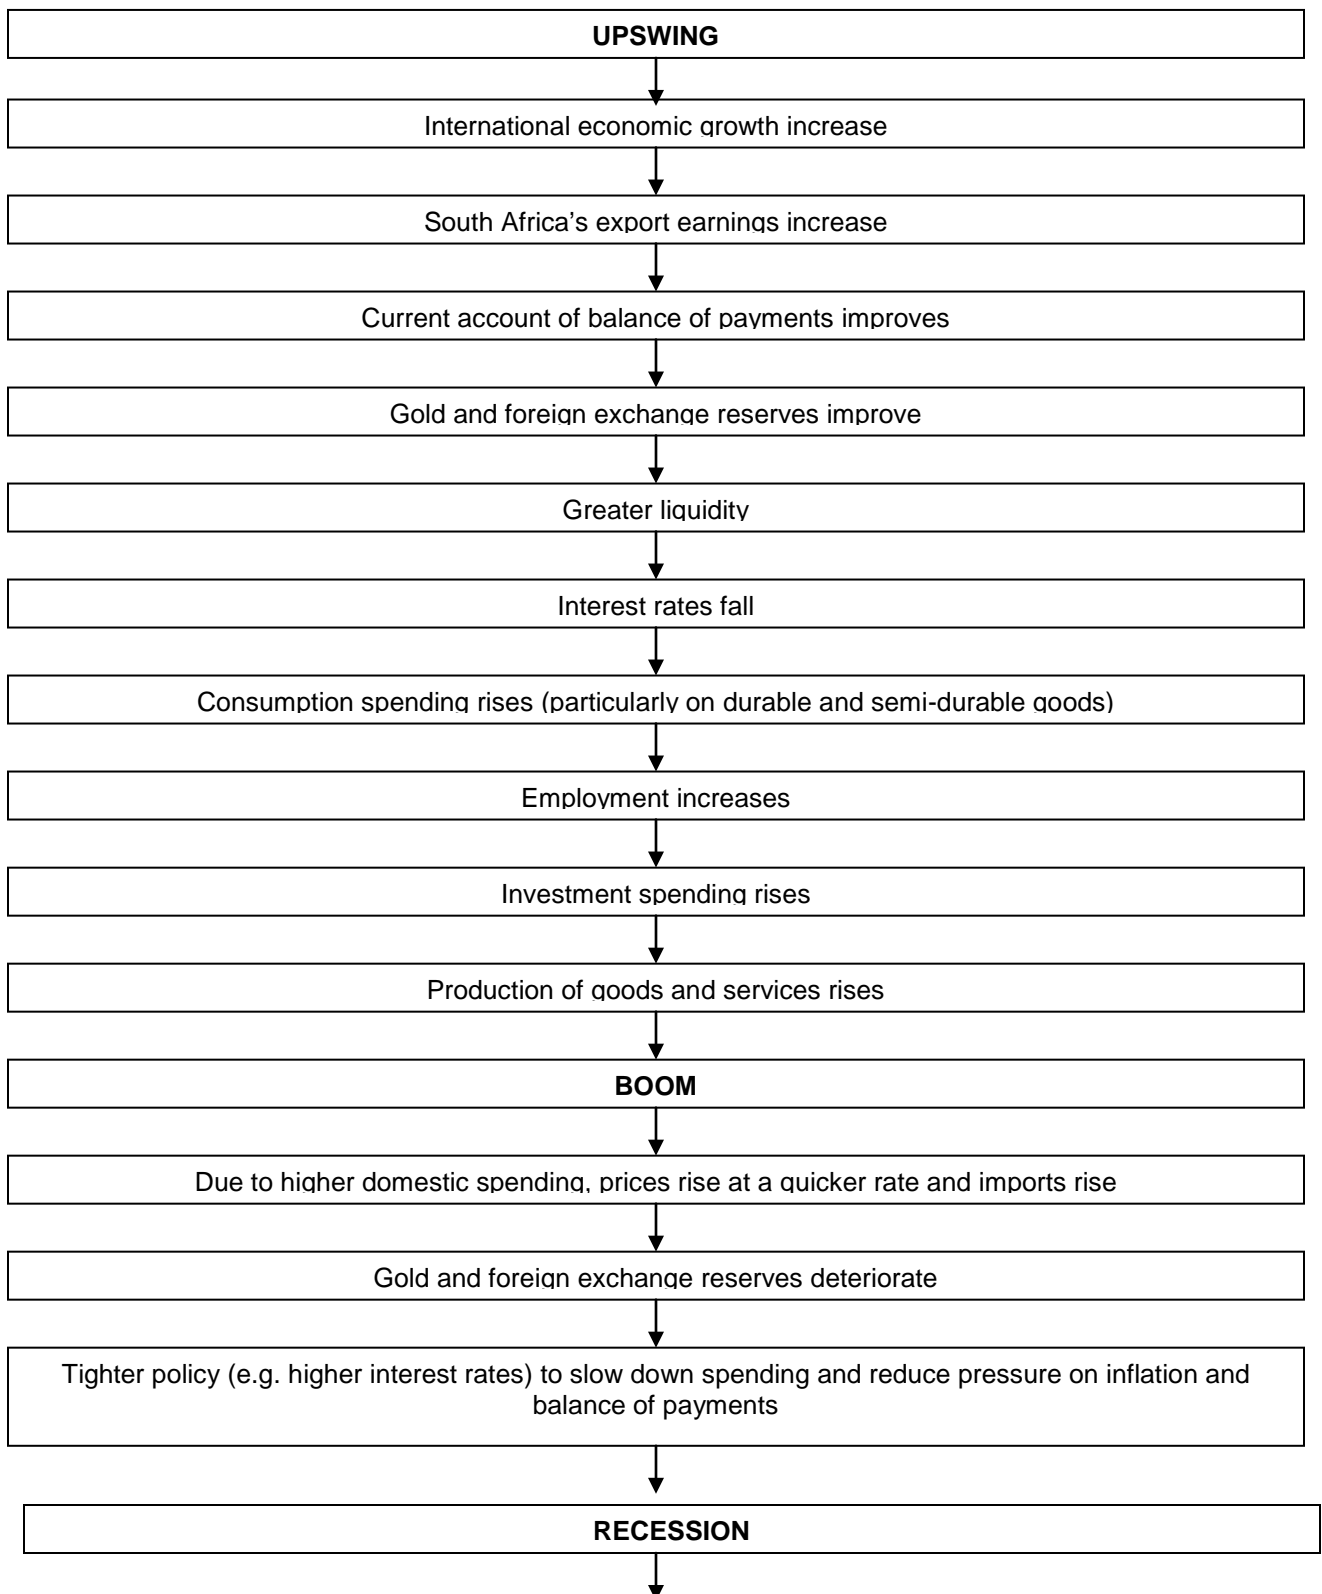 UPSWING
International economic growth increase
South Africa's export earnings increase
Current account of balance of payments improves
Gold and foreign exchange reserves improve
Greater liquidity
Interest rates fall
Consumption spending rises (particularly on durable and semi-durable goods)
Employment increases
Investment spending rises
Production of goods and services rises
BOOM
Due to higher domestic spending, prices rise at a quicker rate and imports rise
Gold and foreign exchange reserves deteriorate
Tighter policy (e.g. higher interest rates) to slow down spending and reduce pressure on inflation and
balance of payments
RECESSION